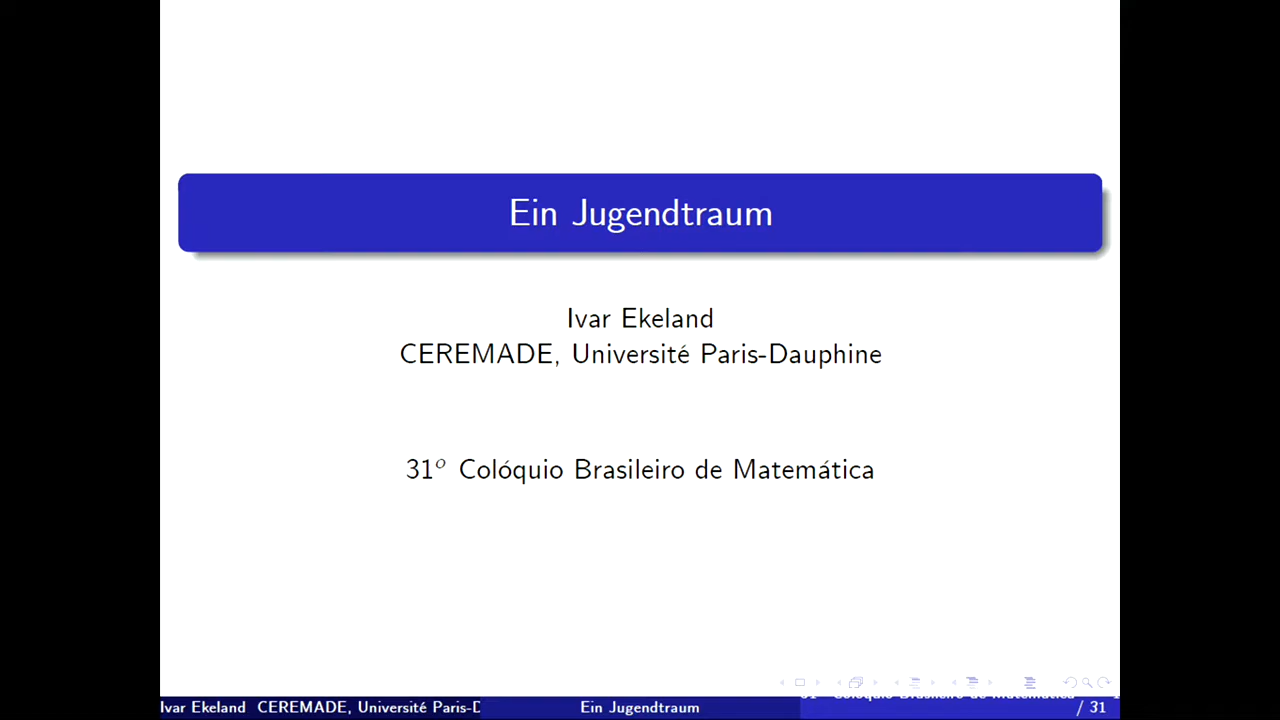 Ein Jugendtraum
Ivar Ekeland
CEREMADE, Université Paris-Dauphine
31º Colóquio Brasileiro de Matemática
Ivar Ekeland CEREMADE, Université Paris-D
Ein Jugendtraum
/ 31